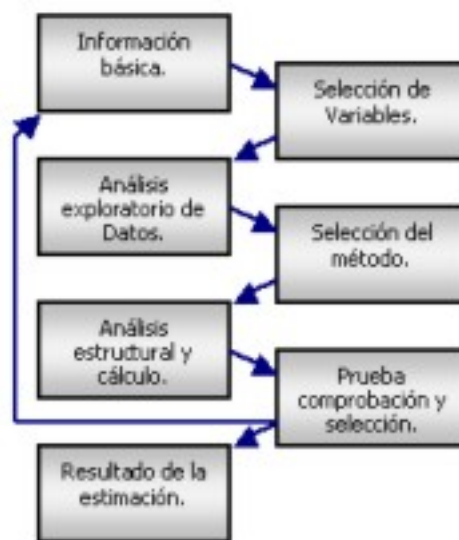 Información
básica.
Selección de
Variables.
Análisis
exploratorio de
Datos.
Selección del
método.
Análisis
estructural y
cálculo.
Prueba
comprobación y
selección.
Resultado de la
estimación.